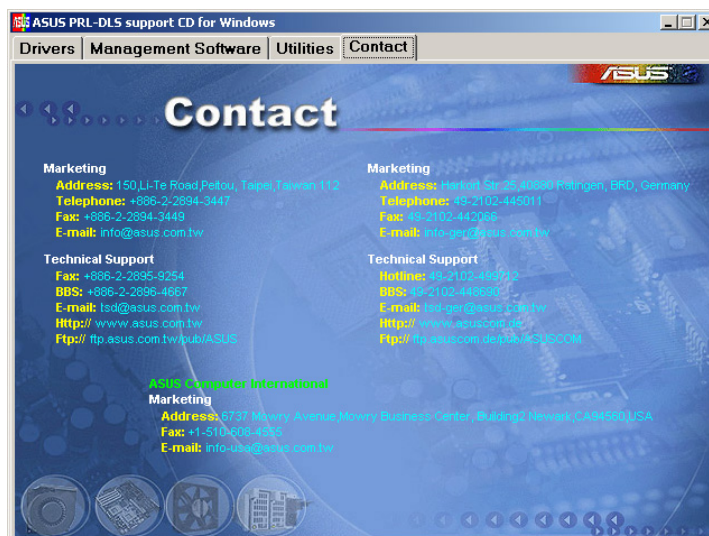 ASUS PRL-DLS support CD for Windows
Drivers Management Software Utilities Contact
ASUS
Contact
Marketing
Address: 150,Li-Te Road,Peitou, Taipei,Taiwan 112
Telephone: +886-2-2894-3447
Fax: +886-2-2894-3449
E-mail: info@asus.com.tw
Technical Support
Fax: +886-2-2895-9254
BBS: +886-2-2896-4667
E-mail: tsd@asus.com.tw
Http:// www.asus.com.tw
Ftp:// ftp.asus.com.tw/pub/ASUS
Marketing
Address: Harkort Str.25,40880 Ratingen, BRD, Germany
Telephone: 49-2102-445011
Fax: 49-2102-442066
E-mail: info-ger@asus.com.tw
Technical Support
Hotline: 49-2102-499712
BBS: 49-2102-448690
E-mail: tsd-ger@asus.com.tw
Http:// www.asuscom.de
Ftp:// ftp.asuscom.de/pub/ASUSCOM
ASUS Computer International
Marketing
Address: 6737 Mowry Avenue,Mowry Business Center, Building2 Newark,CA94560,USA
Fax: +1-510-608-4555
E-mail: info-usa@asus.com.tw